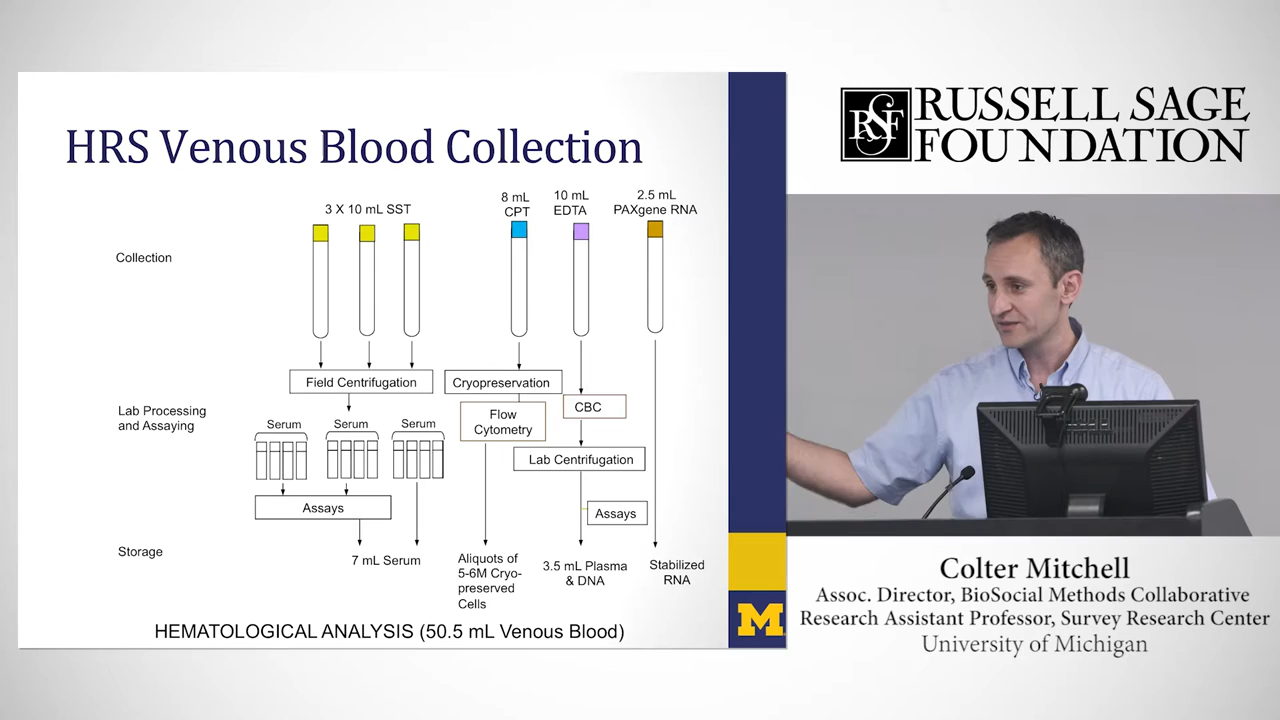 HRS Venous Blood Collection
3 X 10 mL SST
8 mL
CPT
10 mL
EDTA
2.5 mL
PAXgene RNA
Collection
Field Centrifugation
Cryopreservation
CBC
Flow
Cytometry
Lab Processing
and Assaying
Serum
Serum
Serum
Lab Centrifugation
Assays
Assays
Storage
7 mL Serum
Aliquots of
5-6M Cryo-
preserved
Cells
3.5 mL Plasma
& DNA
Stabilized
RNA
HEMATOLOGICAL ANALYSIS (50.5 mL Venous Blood)
M
RSF
RUSSELL SAGE
FOUNDATION
Colter Mitchell
Assoc. Director, BioSocial Methods Collaborative
Research Assistant Professor, Survey Research Center
University of Michigan